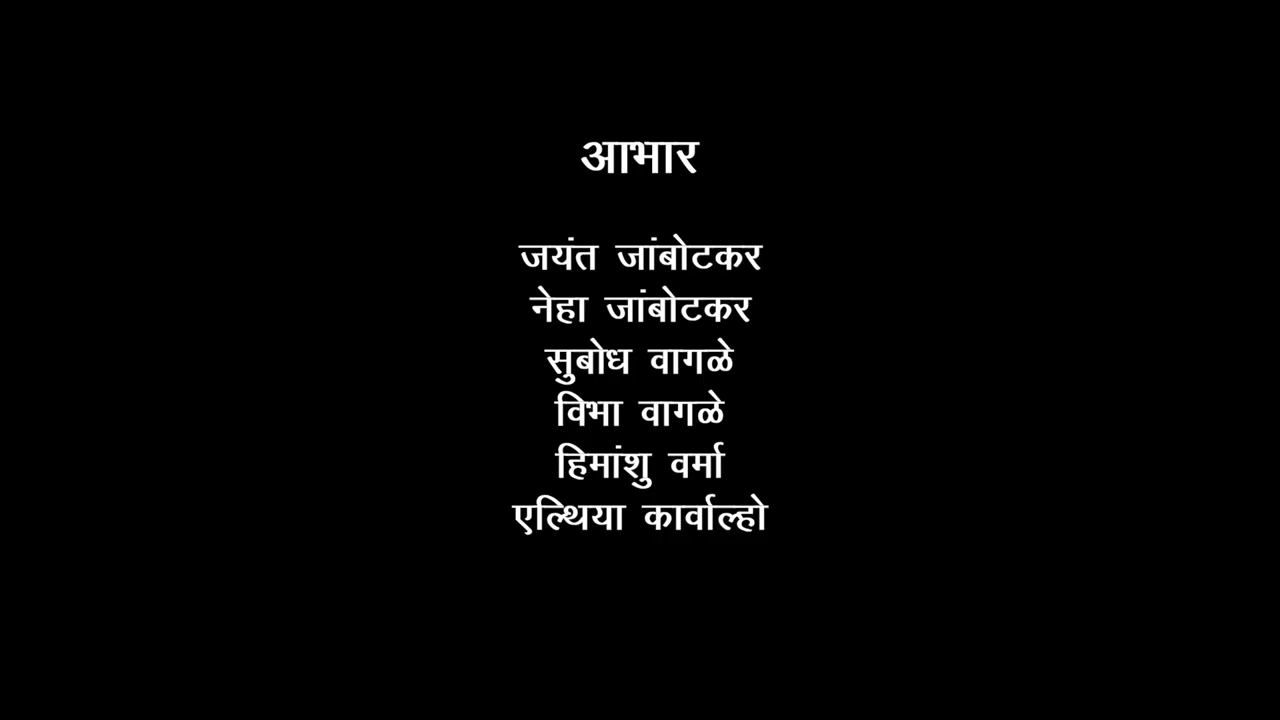 आभार
जयंत जांबोटकर
नेहा जांबोटकर
सुबोध वागळे
विभा वागळे
हिमांशु वर्मा
एल्थिया कार्वाल्हो